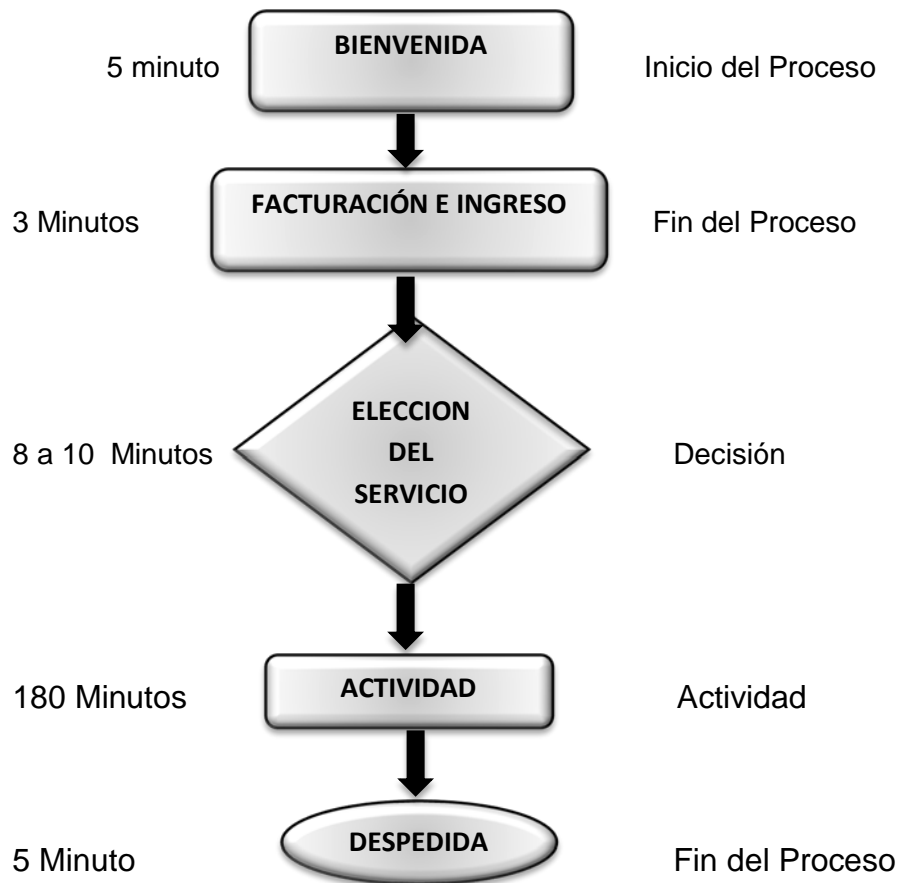 BIENVENIDA
5 minuto
Inicio del Proceso
FACTURACIÓN E INGRESO
3 Minutos
Fin del Proceso
ELECCION
DEL
SERVICIO
8 a 10 Minutos
Decisión
ACTIVIDAD
180 Minutos
Actividad
DESPEDIDA
5 Minuto
Fin del Proceso